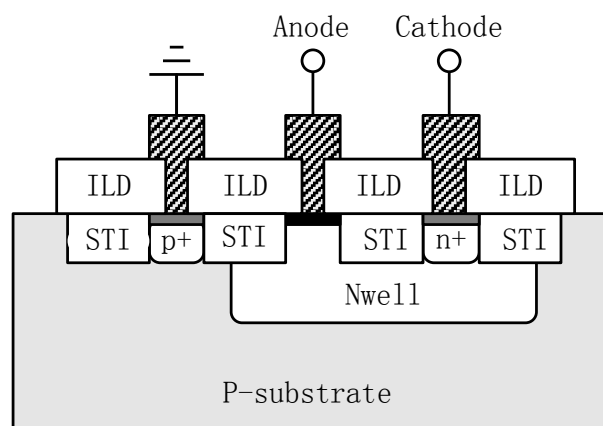 Anode Cathode
ILD ILD ILD ILD
STI p+ STI STI n+ STI
Nwell
P-substrate